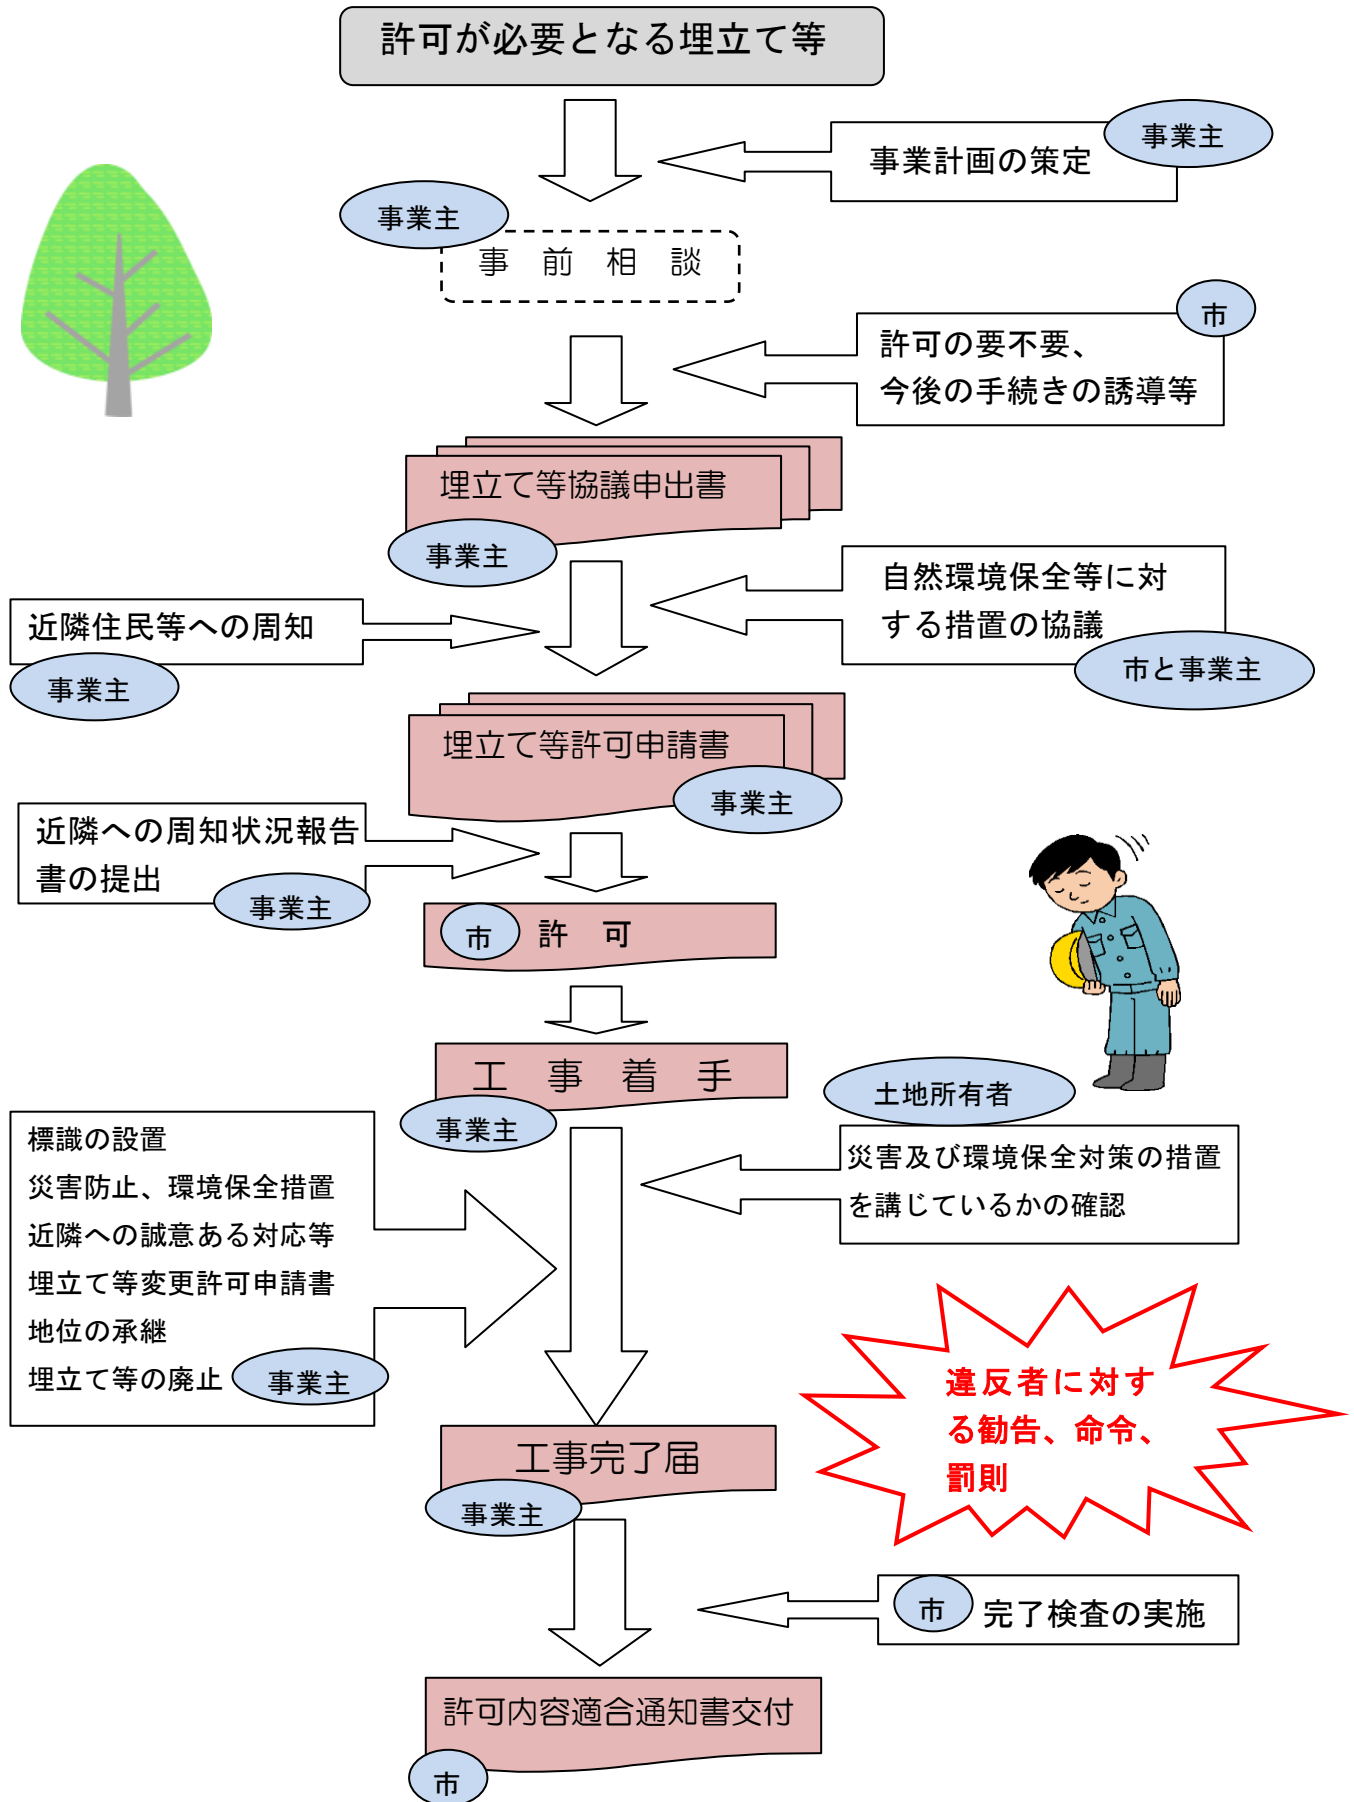 許可が必要となる埋立て等
事業主
事業計画の策定
事業主
事　前　相　談
市
許可の要不要、
今後の手続きの誘導等
埋立て等協議申出書
事業主
自然環境保全等に対
する措置の協議
市と事業主
近隣住民等への周知
事業主
埋立て等許可申請書
事業主
近隣への周知状況報告
書の提出
事業主
市　許　可
工　事　着　手
事業主
土地所有者
災害及び環境保全対策の措置
を講じているかの確認
標識の設置
災害防止、環境保全措置
近隣への誠意ある対応等
埋立て等変更許可申請書
地位の承継
埋立て等の廃止
事業主
違反者に対す
る勧告、命令、
罰則
工事完了届
事業主
市　完了検査の実施
許可内容適合通知書交付
市